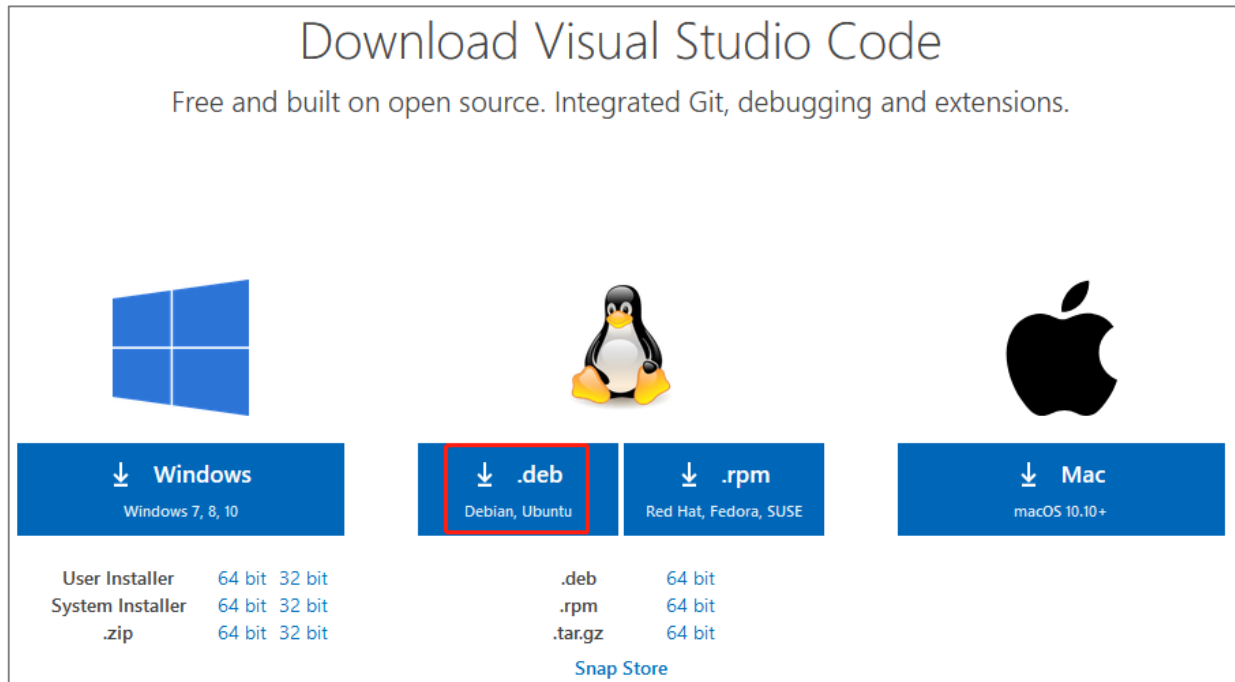 Download Visual Studio Code
Free and built on open source. Integrated Git, debugging and extensions.
Windows
Windows 7, 8, 10
.deb
Debian, Ubuntu
.rpm
Red Hat, Fedora, SUSE
Mac
macOS 10.10+
User Installer 64 bit 32 bit
System Installer 64 bit 32 bit
.zip 64 bit 32 bit
.deb 64 bit
.rpm 64 bit
.tar.gz 64 bit
Snap Store